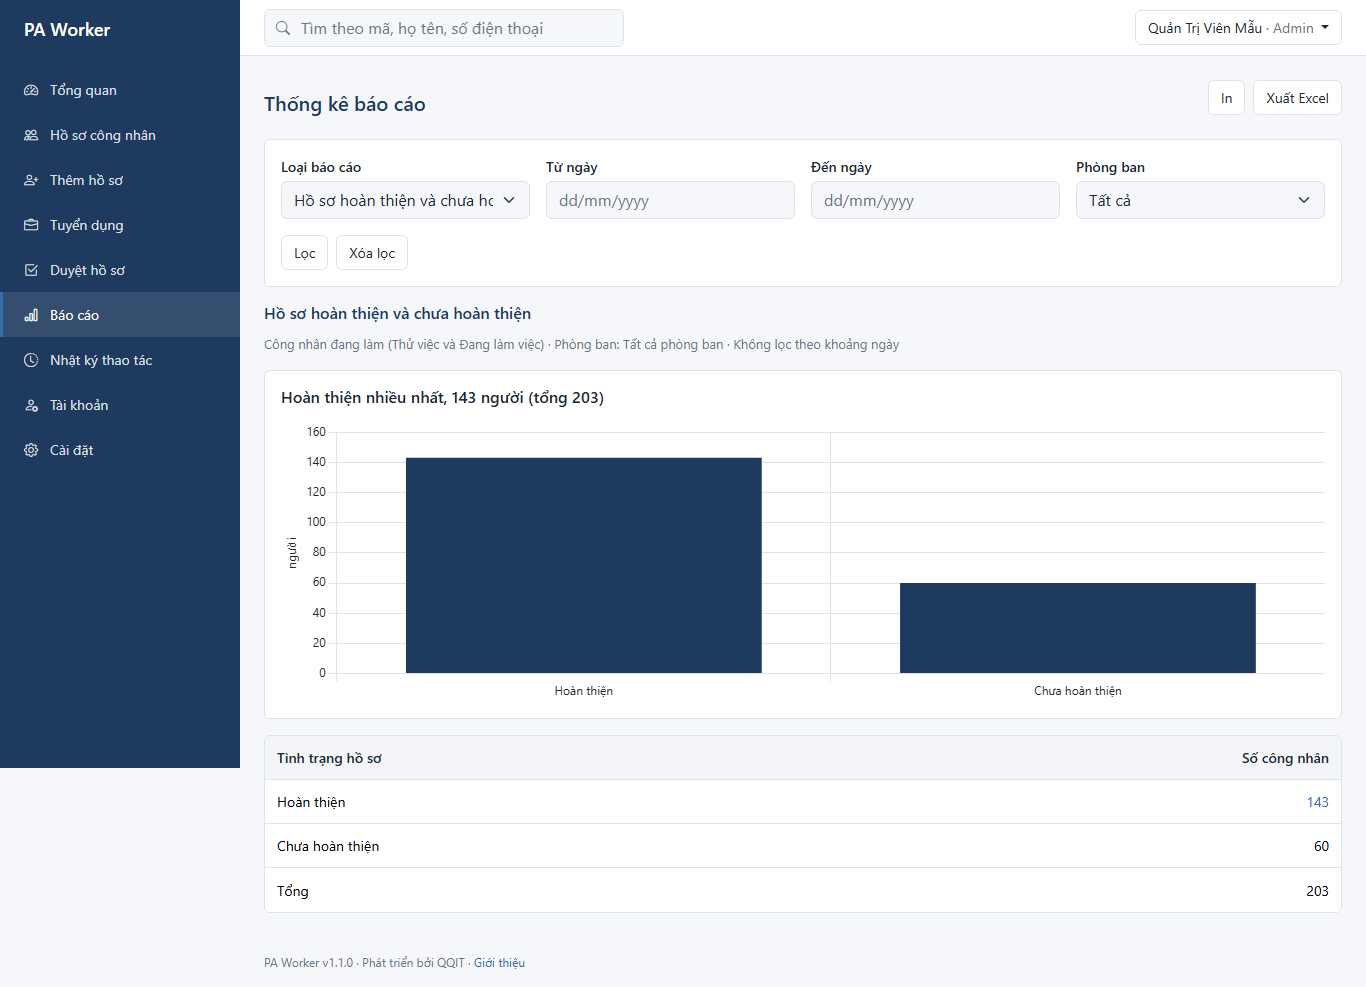 PA Worker
Tìm theo mã, họ tên, số điện thoại
Quản Trị Viên Mẫu · Admin
Tổng quan
Hồ sơ công nhân
Thêm hồ sơ
Tuyển dụng
Duyệt hồ sơ
Báo cáo
Nhật ký thao tác
Tài khoản
Cài đặt
Thống kê báo cáo
In
Xuất Excel
Loại báo cáo
Từ ngày
Đến ngày
Phòng ban
Hồ sơ hoàn thiện và chưa hc
dd/mm/yyyy
dd/mm/yyyy
Tất cả
Lọc
Xóa lọc
Hồ sơ hoàn thiện và chưa hoàn thiện
Công nhân đang làm (Thử việc và Đang làm việc) · Phòng ban: Tất cả phòng ban · Không lọc theo khoảng ngày
Hoàn thiện nhiều nhất, 143 người (tổng 203)
160
140
120
100
80
60
40
20
0
người
Hoàn thiện
Chưa hoàn thiện
Tình trạng hồ sơ
Số công nhân
Hoàn thiện
143
Chưa hoàn thiện
60
Tổng
203
PA Worker v1.1.0 · Phát triển bởi QQIT · Giới thiệu